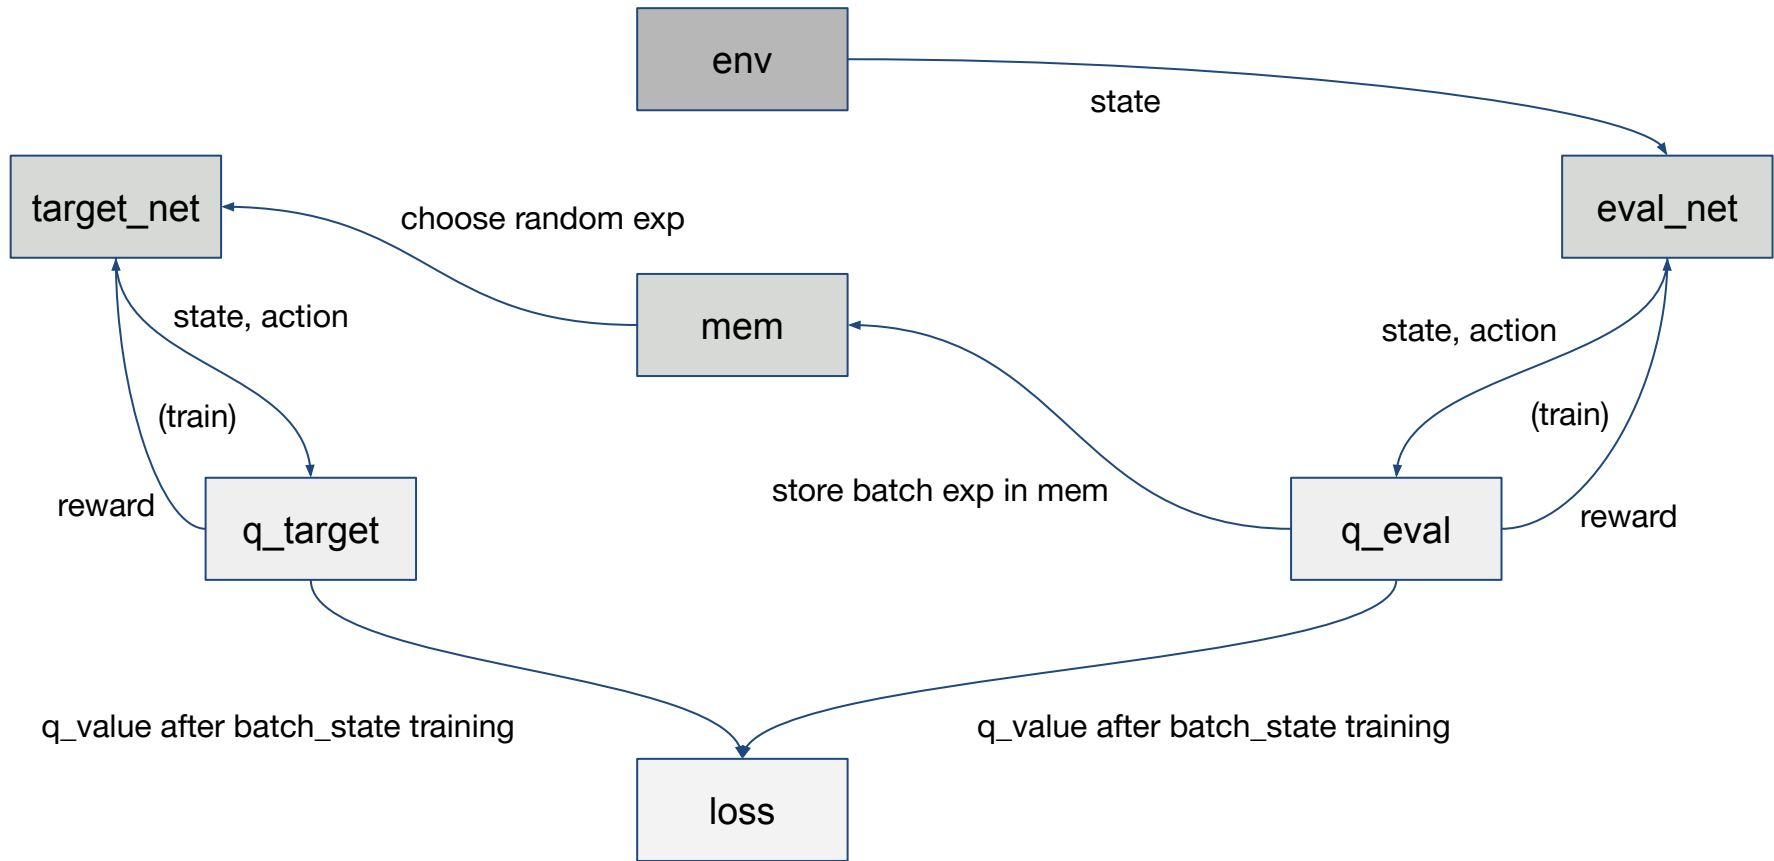 env
state
target_net
eval_net
choose random exp
mem
state, action
state, action
(train)
(train)
reward
store batch exp in mem
reward
q_target
q_eval
q_value after batch_state training
q_value after batch_state training
loss